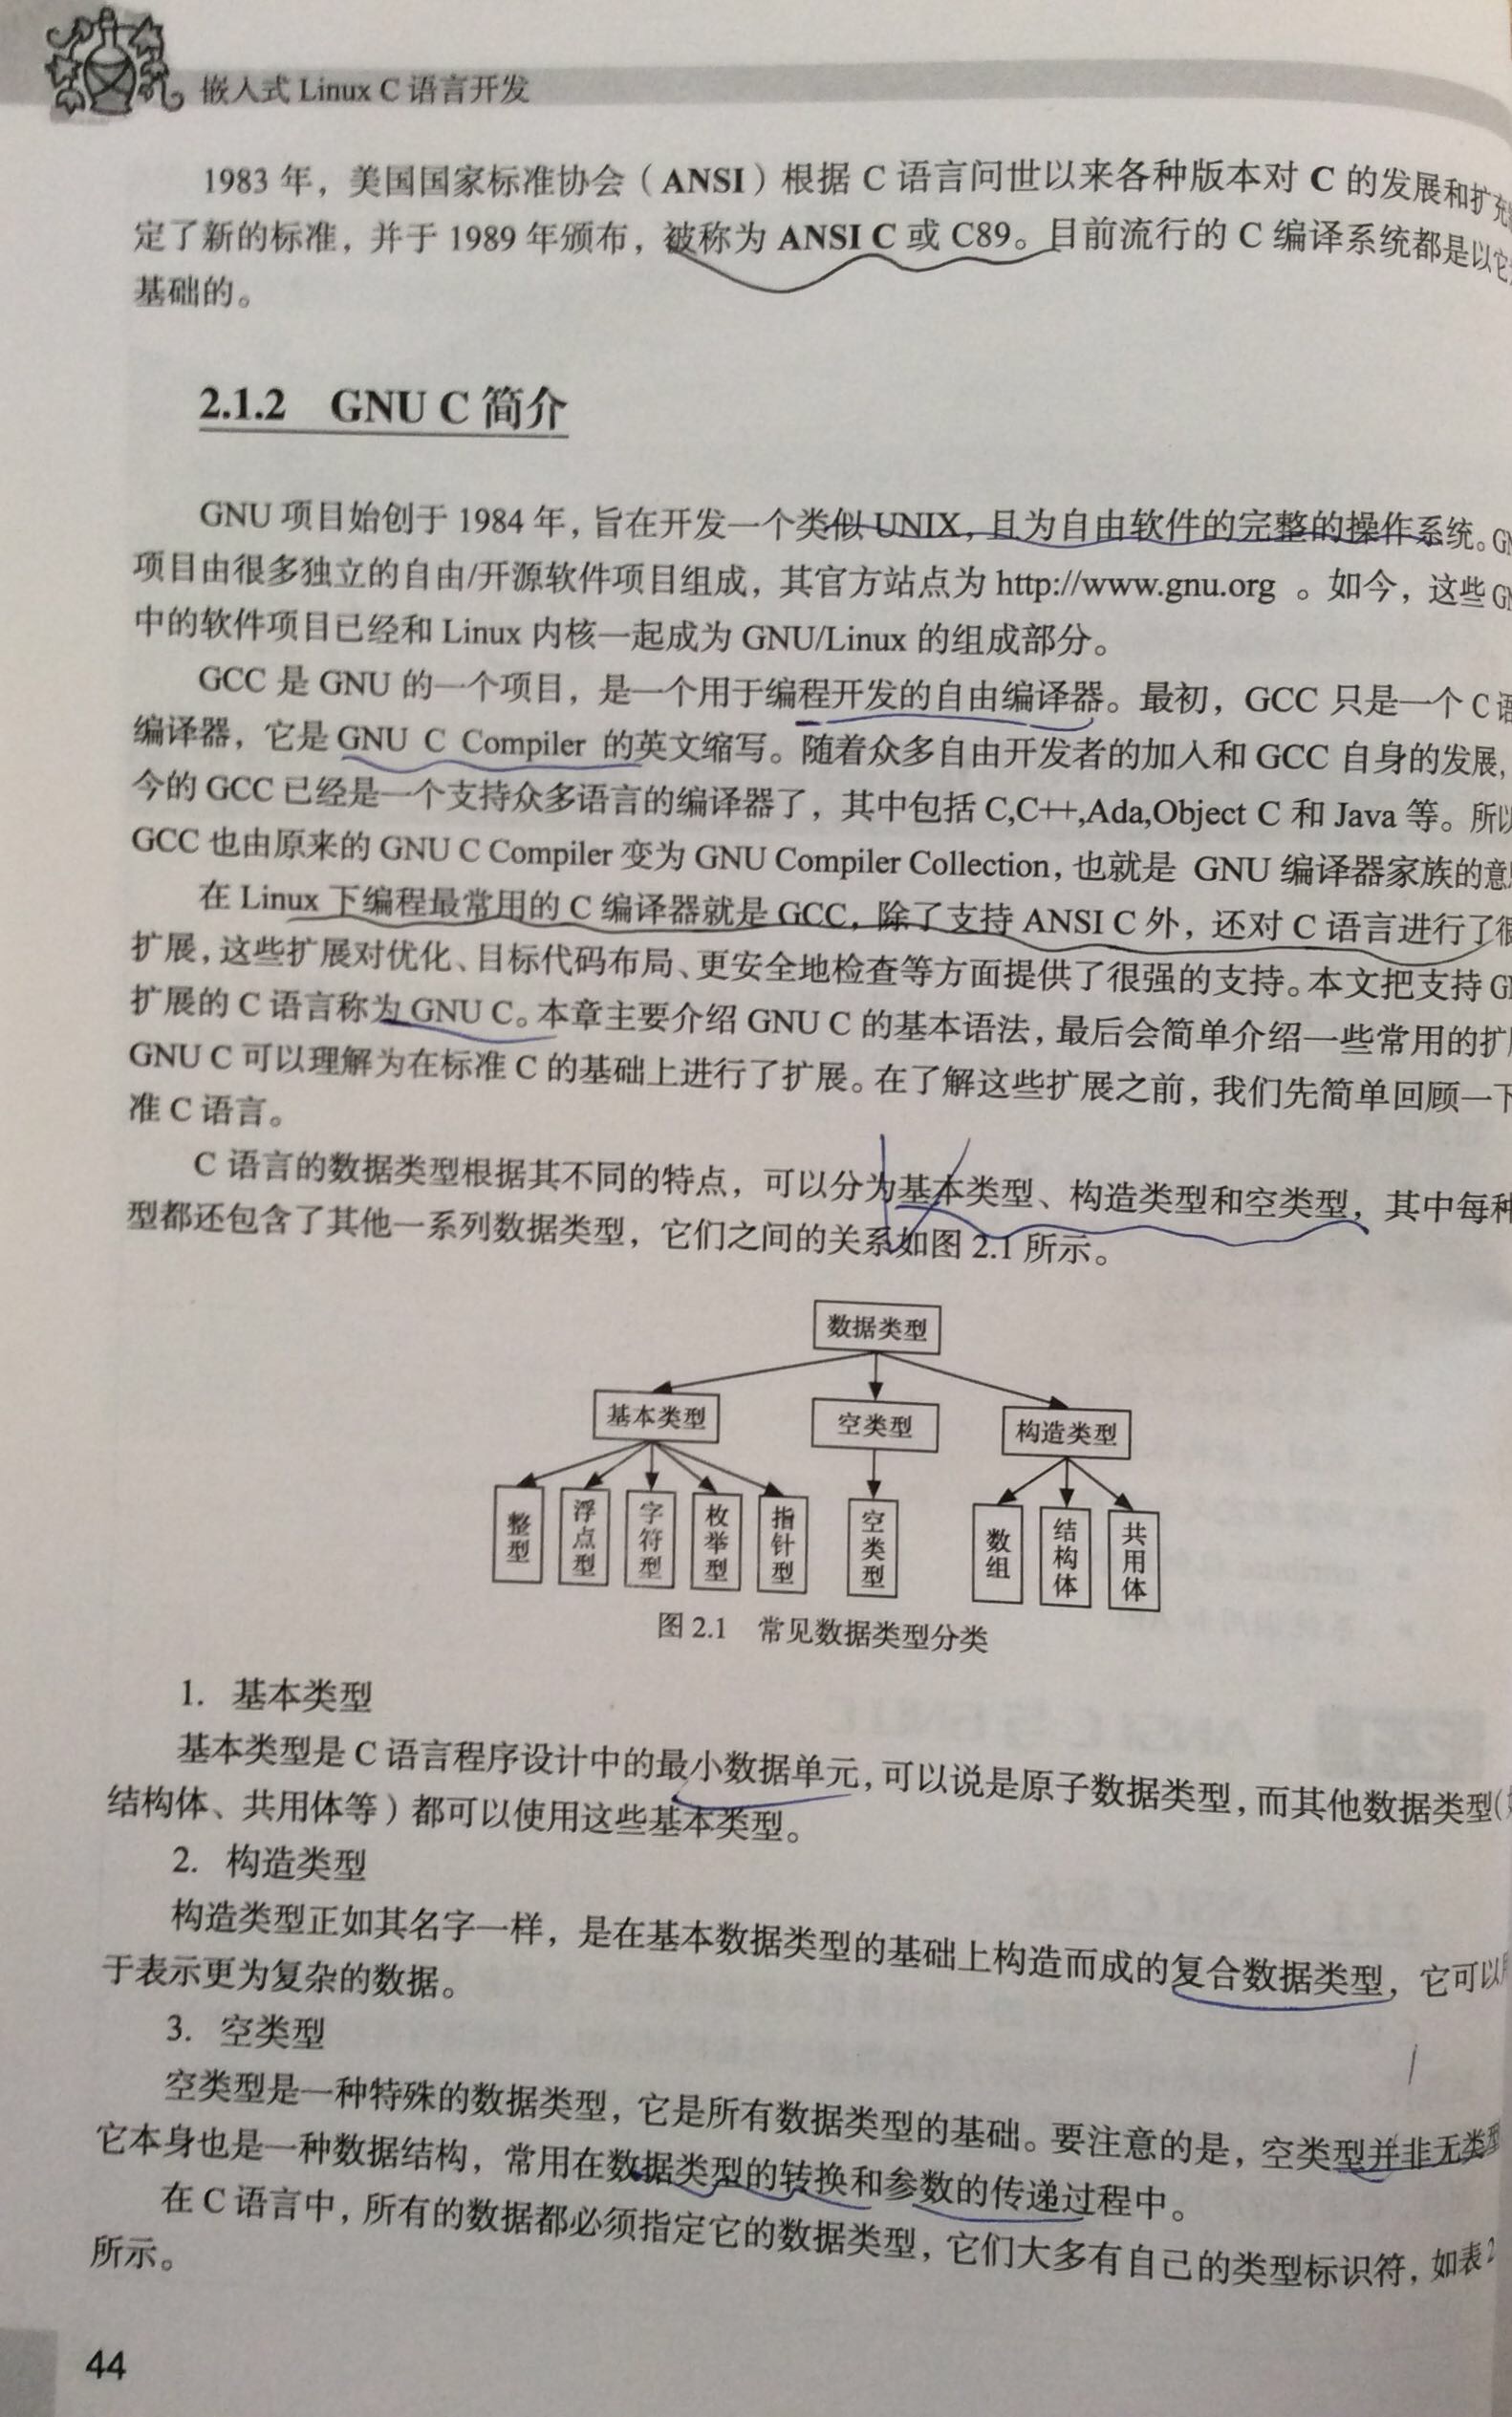 嵌入式 Linux C 语言开发
1983 年，美国国家标准协会（ANSI）根据 C 语言问世以来各种版本对 C 的发展和扩充
定了新的标准，并于 1989 年颁布，被称为 ANSI C 或 C89。目前流行的 C 编译系统都是以它
基础的。
2.1.2 GNU C 简介
GNU 项目始创于 1984 年，旨在开发一个类似 UNIX，且为自由软件的完整的操作系统。GN
项目由很多独立的自由/开源软件项目组成，其官方站点为 http://www.gnu.org 。如今，这些 GN
中的软件项目已经和 Linux 内核一起成为 GNU/Linux 的组成部分。
GCC 是 GNU 的一个项目，是一个用于编程开发的自由编译器。最初，GCC 只是一个 C 语
编译器，它是 GNU C Compiler 的英文缩写。随着众多自由开发者的加入和 GCC 自身的发展，
今的 GCC 已经是一个支持众多语言的编译器了，其中包括 C,C++,Ada,Object C 和 Java 等。所以
GCC 也由原来的 GNU C Compiler 变为 GNU Compiler Collection，也就是 GNU 编译器家族的意
在 Linux 下编程最常用的 C 编译器就是 GCC，除了支持 ANSI C 外，还对 C 语言进行了很
扩展，这些扩展对优化、目标代码布局、更安全地检查等方面提供了很强的支持。本文把支持 G
扩展的 C 语言称为 GNU C。本章主要介绍 GNU C 的基本语法，最后会简单介绍一些常用的扩
GNU C 可以理解为在标准 C 的基础上进行了扩展。在了解这些扩展之前，我们先简单回顾一下
准 C 语言。
C 语言的数据类型根据其不同的特点，可以分为基本类型、构造类型和空类型，其中每种
型都还包含了其他一系列数据类型，它们之间的关系如图 2.1 所示。
数据类型
基本类型 空类型 构造类型
整型 浮点型 字符型 枚举型 指针型 空类型 数组 结构体 共用体
图 2.1 常见数据类型分类
1. 基本类型
基本类型是 C 语言程序设计中的最小数据单元，可以说是原子数据类型，而其他数据类型（
结构体、共用体等）都可以使用这些基本类型。
2. 构造类型
构造类型正如其名字一样，是在基本数据类型的基础上构造而成的复合数据类型，它可以
于表示更为复杂的数据。
3. 空类型
空类型是一种特殊的数据类型，它是所有数据类型的基础。要注意的是，空类型并非无类型
它本身也是一种数据结构，常用在数据类型的转换和参数的传递过程中。
在 C 语言中，所有的数据都必须指定它的数据类型，它们大多有自己的类型标识符，如表 2
所示。
44